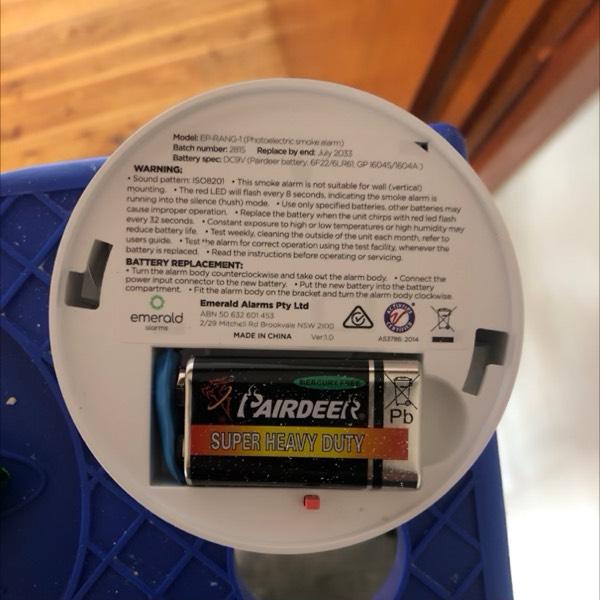 Model: EP-RANG-1 (Photoelectric smoke alarm)
Batch number: 2815 Replace by end: July 2033
Battery spec: DC9V (Pairdeer battery: 6F22/6LR61; GP 1604S/1604A)
WARNING:
• Sound pattern: ISO8201 • This smoke alarm is not suitable for wall (vertical)
mounting. • The red LED will flash every 8 seconds, indicating the smoke alarm is
running into the silence (hush) mode. • Use only specified batteries, other batteries may
cause improper operation. • Replace the battery when the unit chirps with red led flash
every 32 seconds. • Constant exposure to high or low temperatures or high humidity may
reduce battery life. • Test weekly, cleaning the outside of the unit each month, refer to
users guide. • Test the alarm for correct operation using the test facility, whenever the
battery is replaced. • Read the instructions before operating or servicing.
BATTERY REPLACEMENT:
• Turn the alarm body counterclockwise and take out the alarm body. • Connect the
power input connector to the new battery. • Put the new battery into the battery
compartment. • Fit the alarm body on the bracket and turn the alarm body clockwise.
emerald
alarms
Emerald Alarms Pty Ltd
ABN 50 632 601 453
2/29 Mitchell Rd Brookvale NSW 2100
MADE IN CHINA Ver:1.0
ACTIVFIRE
CERTIFIED
AS3786: 2014
MERCURY FREE
PAIRDEER
SUPER HEAVY DUTY
Pb